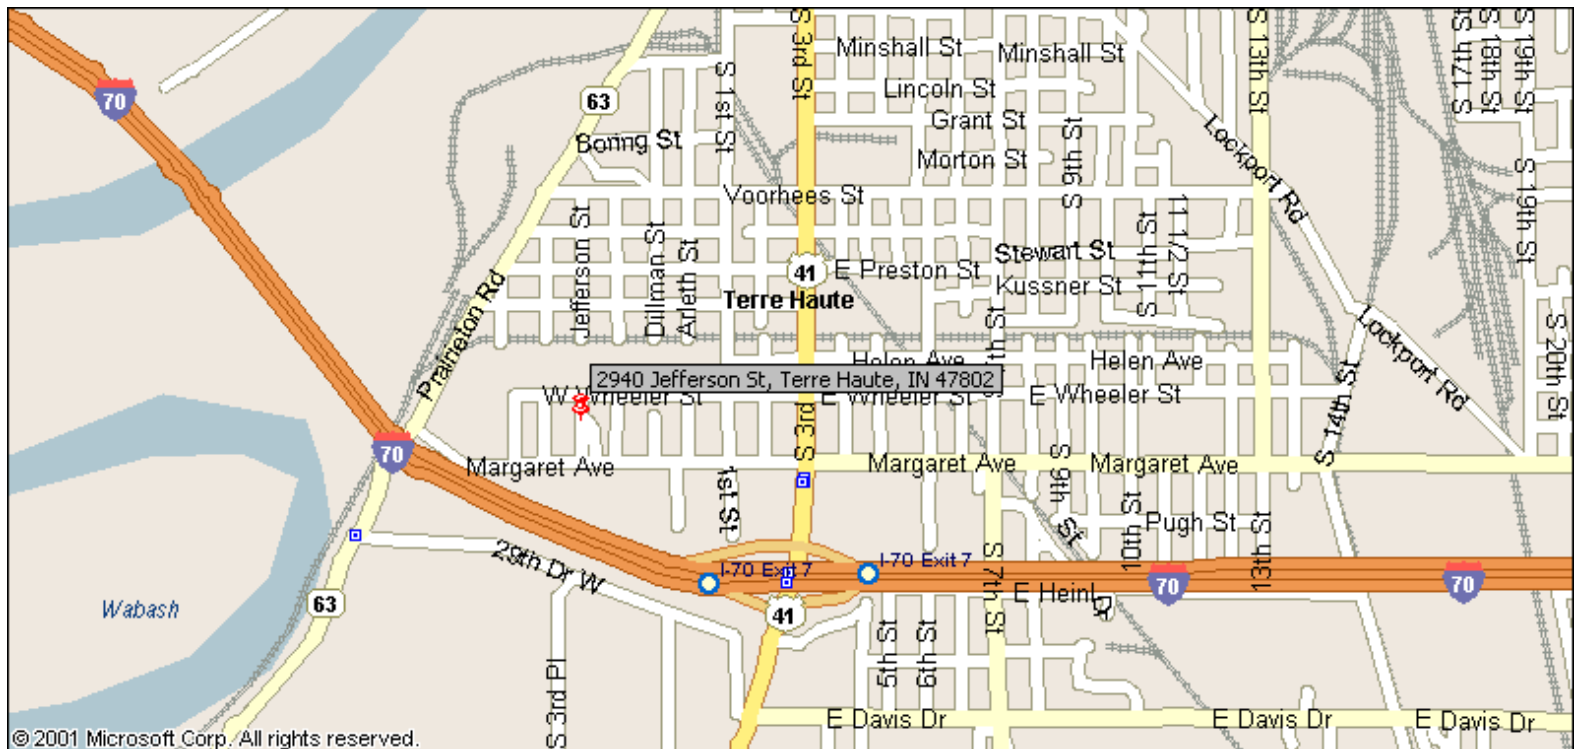 S 3rd St
Minshall St
Minshall St
S 13th St
S 17th St
S 18th St
S 19th St
70
63
S 1st St
Lincoln St
Grant St
Boring St
Morton St
S 9th St
Lockport Rd
Voorhees St
S 19th St
Jefferson St
Dillman St
Arleth St
S 11th St
11 1/2 St
Stewart St
41
E Preston St
Kussner St
Terre Haute
Prairieton Rd
7th St
Helen Ave
Helen Ave
Lockport Rd
S 20th St
2940 Jefferson St, Terre Haute, IN 47802
W Wheeler St
E Wheeler St
E Wheeler St
S 14th St
S 3rd
70
Margaret Ave
Margaret Ave
Margaret Ave
1st St
S 9th
St
10th St
Pugh St
13th St
29th Dr W
I-70 Exit 7
I-70 Exit 7
S 7th St
E Heinl
Dr
70
70
Wabash
63
41
5th St
6th St
S 3rd Pl
E Davis Dr
E Davis Dr
E Davis Dr
© 2001 Microsoft Corp. All rights reserved.